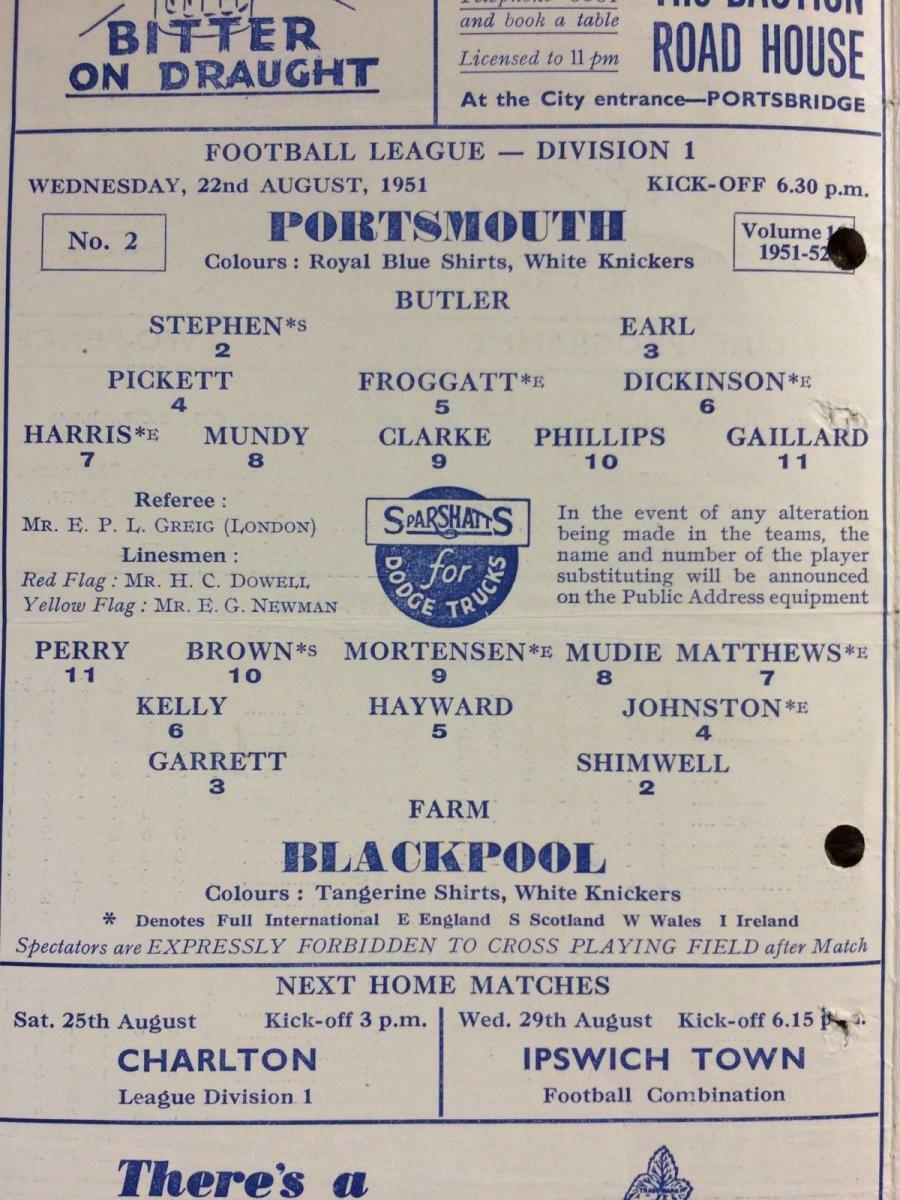 BITTER
ON DRAUGHT
and book a table
Licensed to 11 pm
ROAD HOUSE
At the City entrance—PORTSBRIDGE
FOOTBALL LEAGUE — DIVISION 1
WEDNESDAY, 22nd AUGUST, 1951 KICK-OFF 6.30 p.m.
No. 2
PORTSMOUTH
Volume
1951-52
Colours : Royal Blue Shirts, White Knickers
BUTLER
STEPHEN*S EARL
2 3
PICKETT FROGGATT*E DICKINSON*E
4 5 6
HARRIS*E MUNDY CLARKE PHILLIPS GAILLARD
7 8 9 10 11
Referee :
MR. E. P. L. GREIG (LONDON)
Linesmen :
Red Flag : MR. H. C. DOWELL
Yellow Flag : MR. E. G. NEWMAN
SPARSHATTS
for
DODGE TRUCKS
In the event of any alteration
being made in the teams, the
name and number of the player
substituting will be announced
on the Public Address equipment
PERRY BROWN*S MORTENSEN*E MUDIE MATTHEWS*E
11 10 9 8 7
KELLY HAYWARD JOHNSTON*E
6 5 4
GARRETT SHIMWELL
3 2
FARM
BLACKPOOL
Colours : Tangerine Shirts, White Knickers
* Denotes Full International E England S Scotland W Wales I Ireland
Spectators are EXPRESSLY FORBIDDEN TO CROSS PLAYING FIELD after Match
NEXT HOME MATCHES
Sat. 25th August Kick-off 3 p.m.
CHARLTON
League Division 1
Wed. 29th August Kick-off 6.15
IPSWICH TOWN
Football Combination
There's a
TRADE MARK